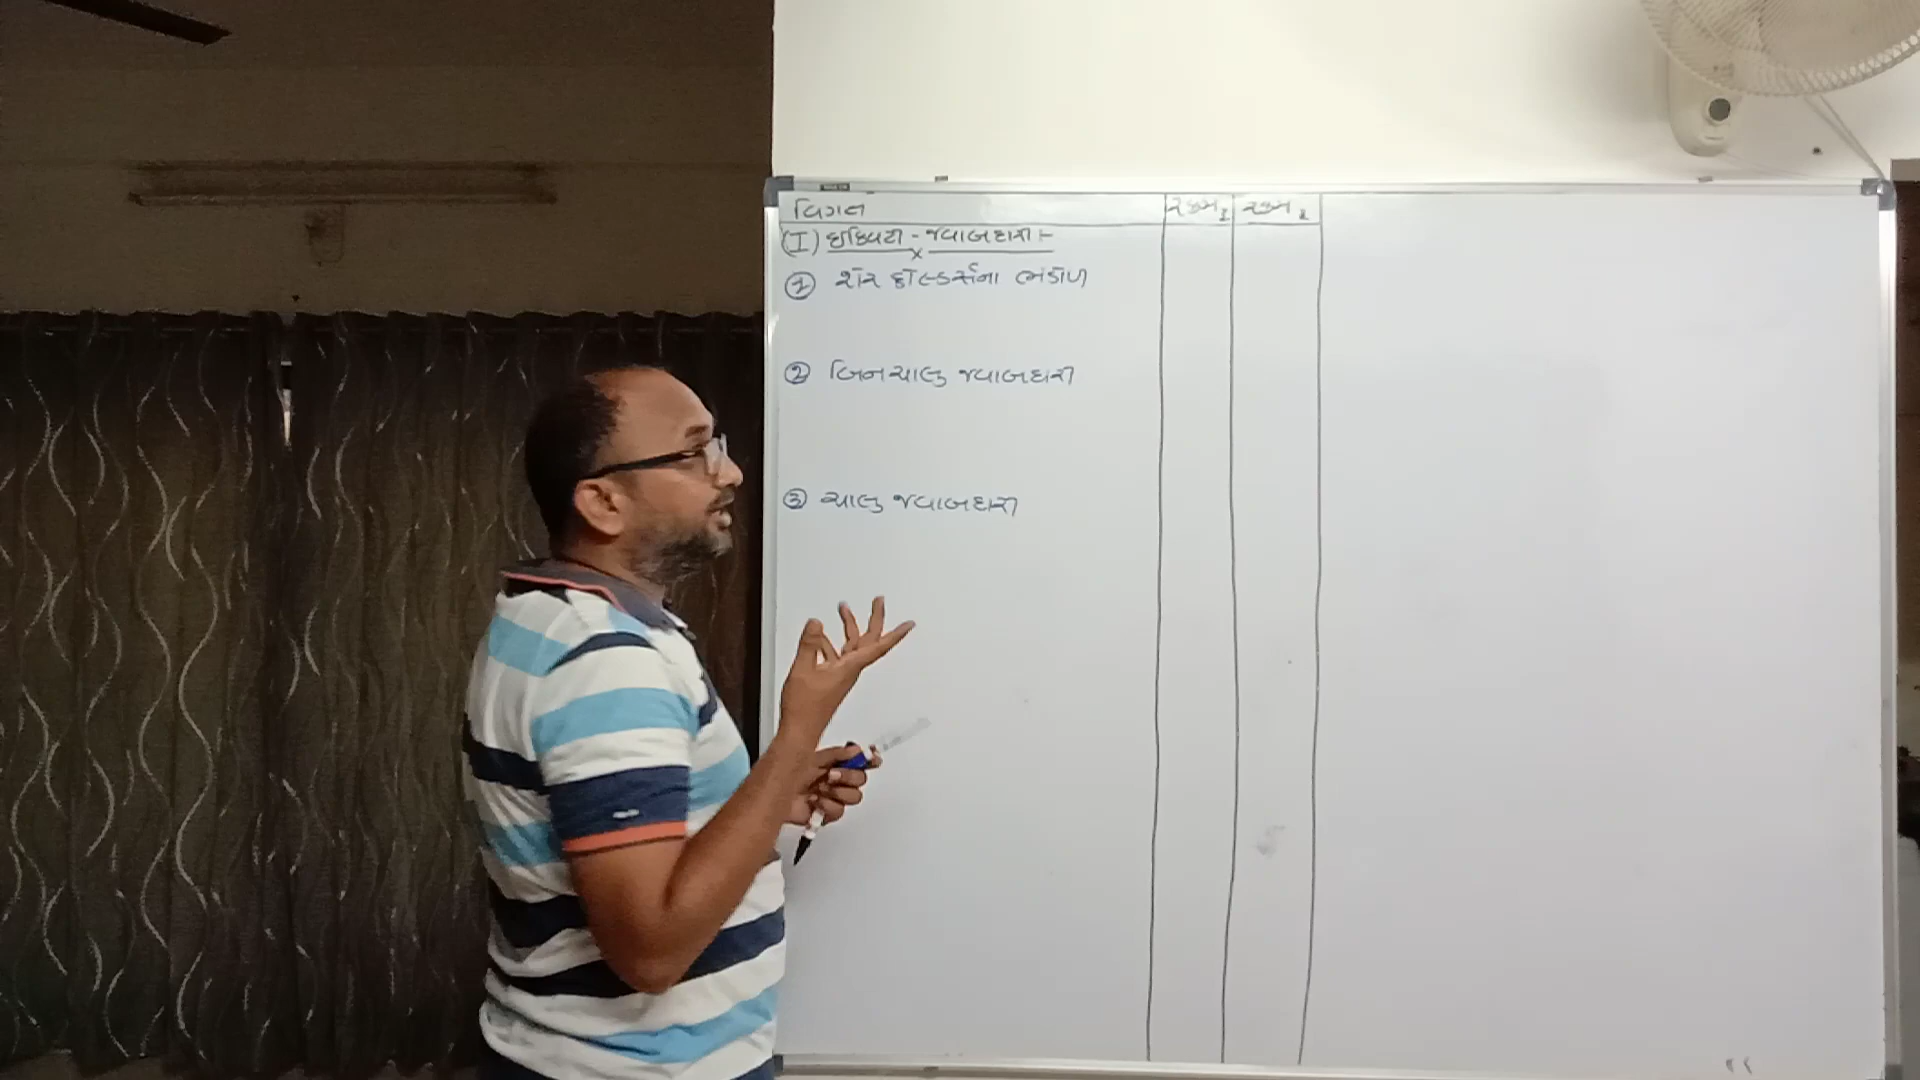 વિગત રકમ ₹ રકમ ₹
(I) ઇક્વિટી - જવાબદારી :-
① શેર હોલ્ડર્સના ભંડોળ
② બિનચાલુ જવાબદારી
③ ચાલુ જવાબદારી